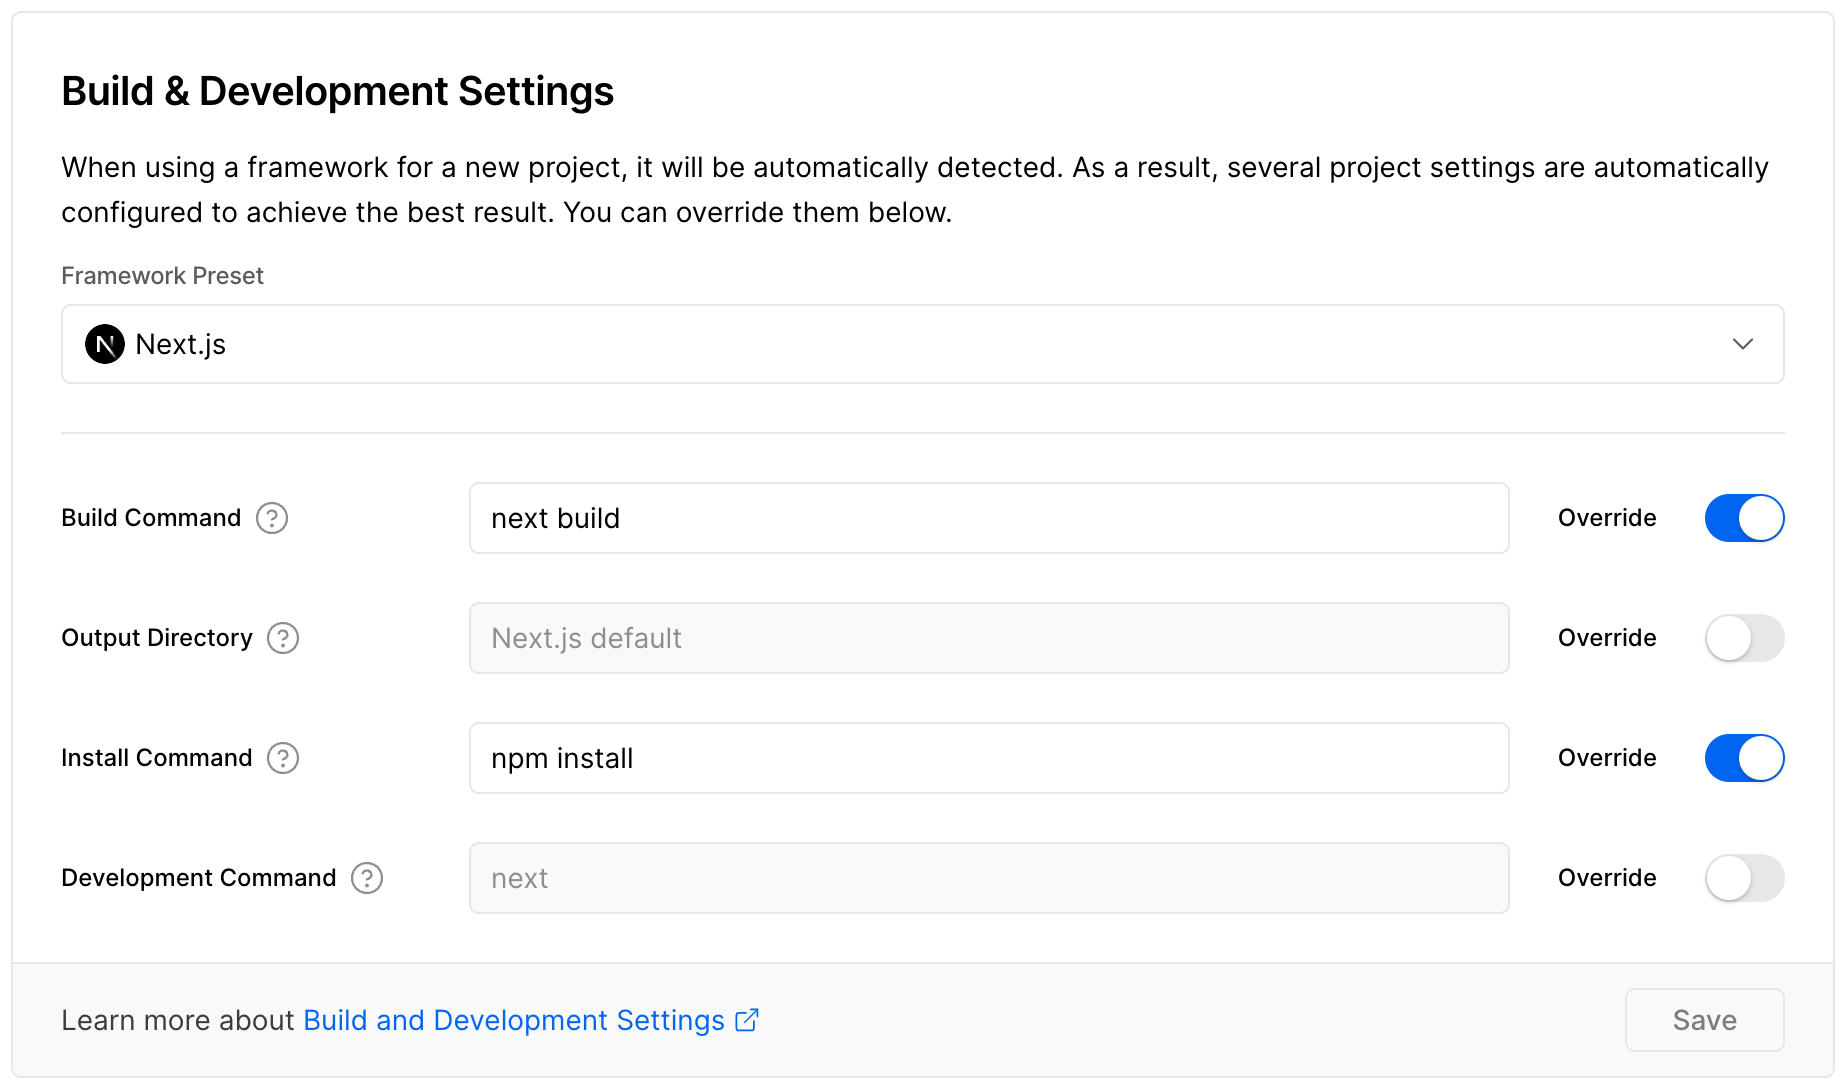 Build & Development Settings
When using a framework for a new project, it will be automatically detected. As a result, several project settings are automatically
configured to achieve the best result. You can override them below.
Framework Preset
N Next.js
Build Command ? next build Override
Output Directory ? Next.js default Override
Install Command ? npm install Override
Development Command ? next Override
Learn more about Build and Development Settings Save